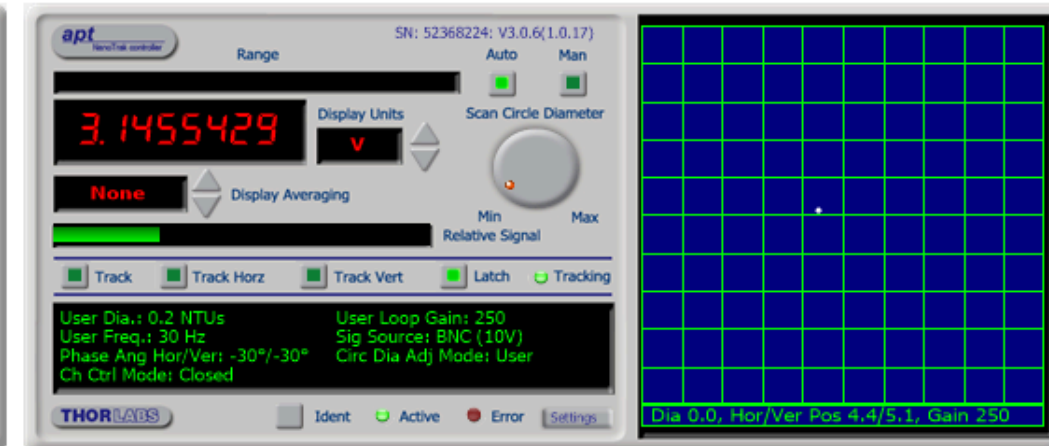 apt
NanoTrak controller
SN: 52368224: V3.0.6(1.0.17)
Range
Auto
Man
3.1455429
Display Units
V
Scan Circle Diameter
None
Display Averaging
Min
Max
Relative Signal
Track
Track Horz
Track Vert
Latch
Tracking
User Dia.: 0.2 NTUs
User Loop Gain: 250
User Freq.: 30 Hz
Sig Source: BNC (10V)
Phase Ang Hor/Ver: -30°/-30°
Circ Dia Adj Mode: User
Ch Ctrl Mode: Closed
THORLABS
Ident
Active
Error
Settings
Dia 0.0, Hor/Ver Pos 4.4/5.1, Gain 250